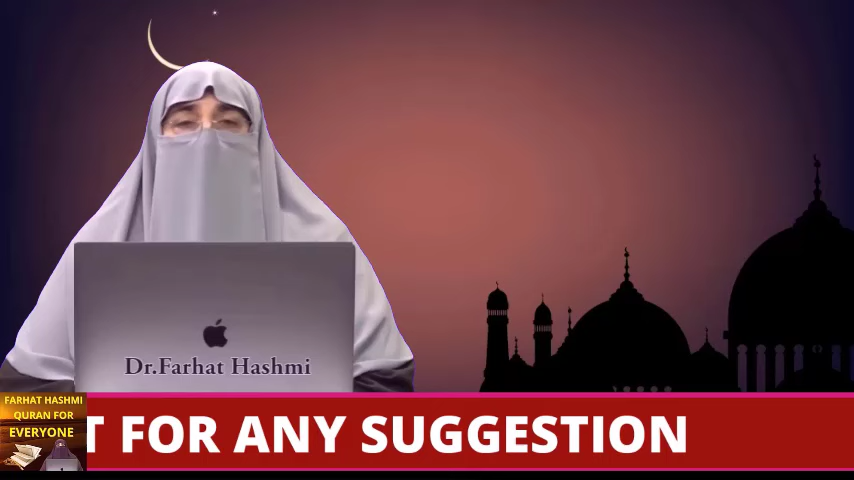 Dr.Farhat Hashmi
FARHAT HASHMI
QURAN FOR
EVERYONE
T FOR ANY SUGGESTION